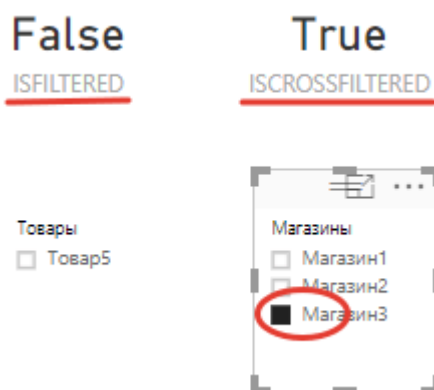 False
True
ISFILTERED
ISCROSSFILTERED
Товары
Товар5
Магазины
Магазин1
Магазин2
Магазин3